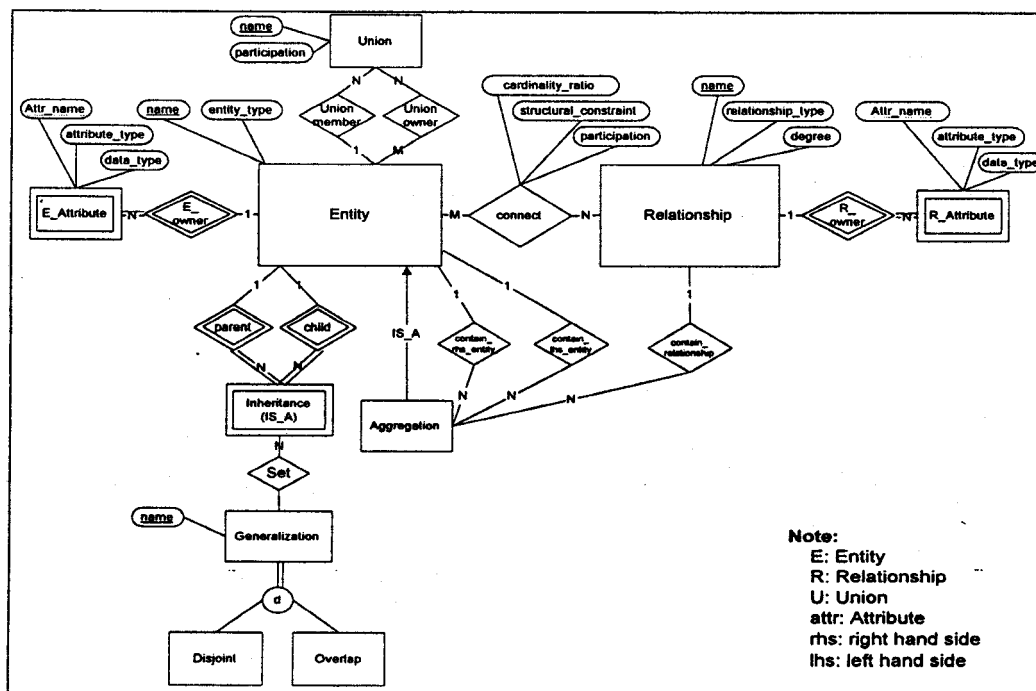 name
participation
Union
N
N
Union
member
Union
owner
1
M
Attr_name
attribute_type
data_type
name
entity_type
cardinality_ratio
structural_constraint
participation
name
relationship_type
degree
Attr_name
attribute_type
data_type
E_Attribute
N
E_
owner
1
Entity
M
connect
N
Relationship
1
R_
owner
N
R_Attribute
1
1
parent
child
N
N
Inheritance
(IS_A)
IS_A
1
1
1
contain_
rhs_entity
contain_
lhs_entity
contain_
relationship
N
N
N
Aggregation
N
Set
name
Generalization
d
Disjoint
Overlap
Note:
E: Entity
R: Relationship
U: Union
attr: Attribute
rhs: right hand side
lhs: left hand side